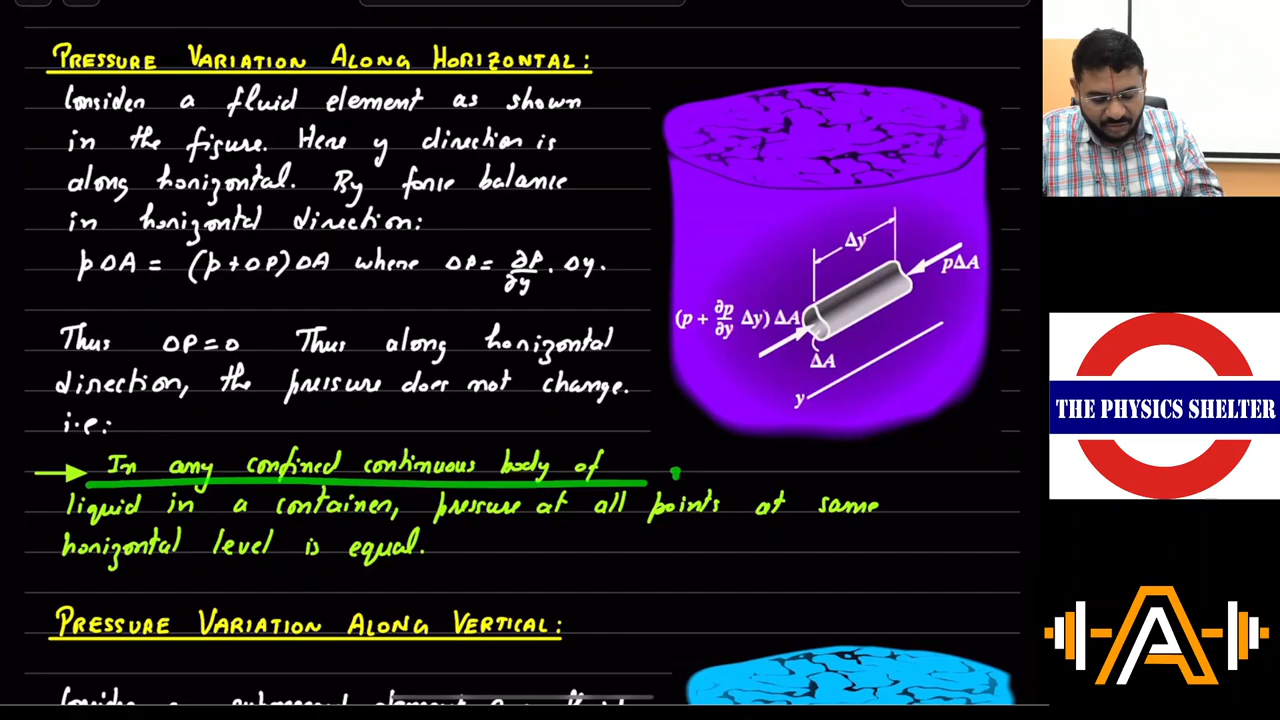 PRESSURE VARIATION ALONG HORIZONTAL:
Consider a fluid element as shown
in the figure. Here y direction is
along horizontal. By force balance
in horizontal direction:
p ΔA = (p + ΔP) ΔA where ΔP = ∂P/∂y . Δy.
Thus ΔP = 0 Thus along horizontal
direction, the pressure does not change.
i.e:
In any confined continuous body of
liquid in a container, pressure at all points at same
horizontal level is equal.
PRESSURE VARIATION ALONG VERTICAL:
Δy
pΔA
(p + ∂p/∂y Δy) ΔA
ΔA
y
THE PHYSICS SHELTER
A